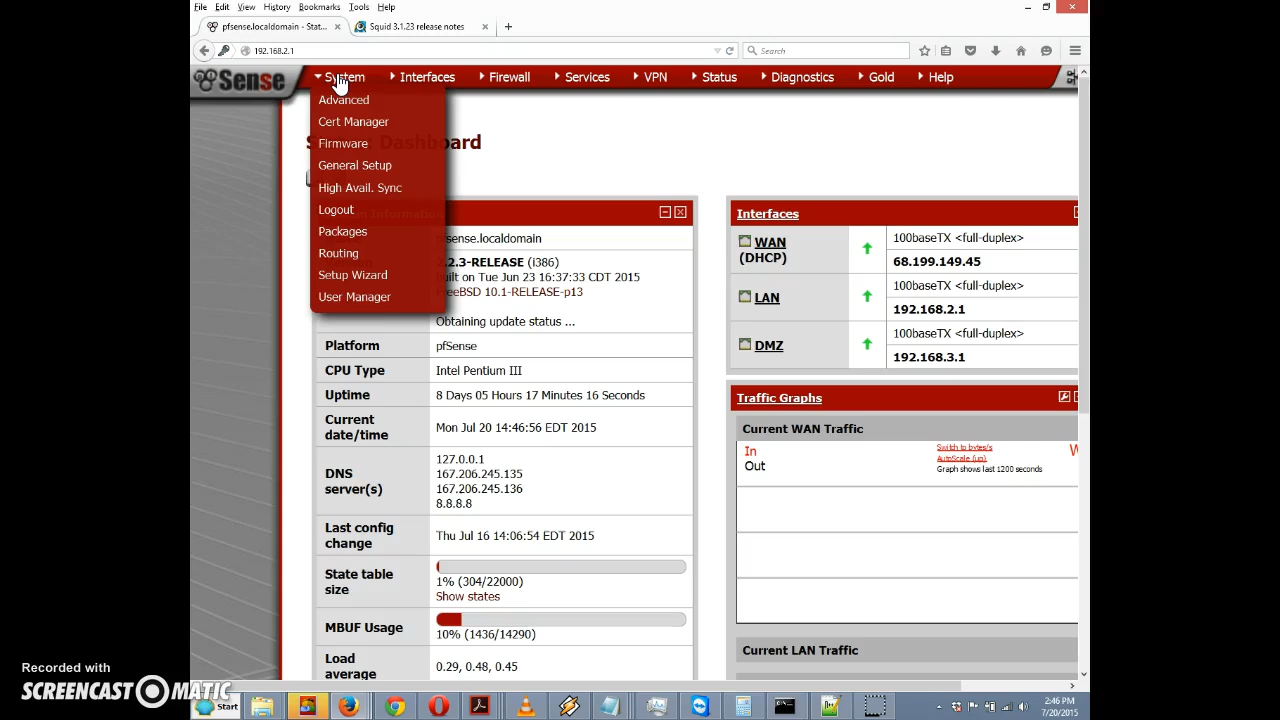 File Edit View History Bookmarks Tools Help
pfsense.localdomain - Stat... × Squid 3.1.23 release notes × +
192.168.2.1 Search
Sense System Interfaces Firewall Services VPN Status Diagnostics Gold Help
Advanced
Cert Manager
Firmware
General Setup
High Avail. Sync
Logout
Packages
Routing
Setup Wizard
User Manager
Dashboard
pfsense.localdomain
2.2.3-RELEASE (i386)
built on Tue Jun 23 16:37:33 CDT 2015
FreeBSD 10.1-RELEASE-p13
Obtaining update status ...
Platform pfSense
CPU Type Intel Pentium III
Uptime 8 Days 05 Hours 17 Minutes 16 Seconds
Current date/time Mon Jul 20 14:46:56 EDT 2015
DNS server(s)
127.0.0.1
167.206.245.135
167.206.245.136
8.8.8.8
Last config change Thu Jul 16 14:06:54 EDT 2015
State table size
1% (304/22000)
Show states
MBUF Usage
10% (1436/14290)
Load average 0.29, 0.48, 0.45
Interfaces
WAN (DHCP)
100baseTX <full-duplex>
68.199.149.45
LAN
100baseTX <full-duplex>
192.168.2.1
DMZ
100baseTX <full-duplex>
192.168.3.1
Traffic Graphs
Current WAN Traffic
In
Out
Switch to bytes/s
AutoScale (up)
Graph shows last 1200 seconds
Current LAN Traffic
Recorded with
SCREENCAST-O-MATIC
Start
2:46 PM
7/20/2015